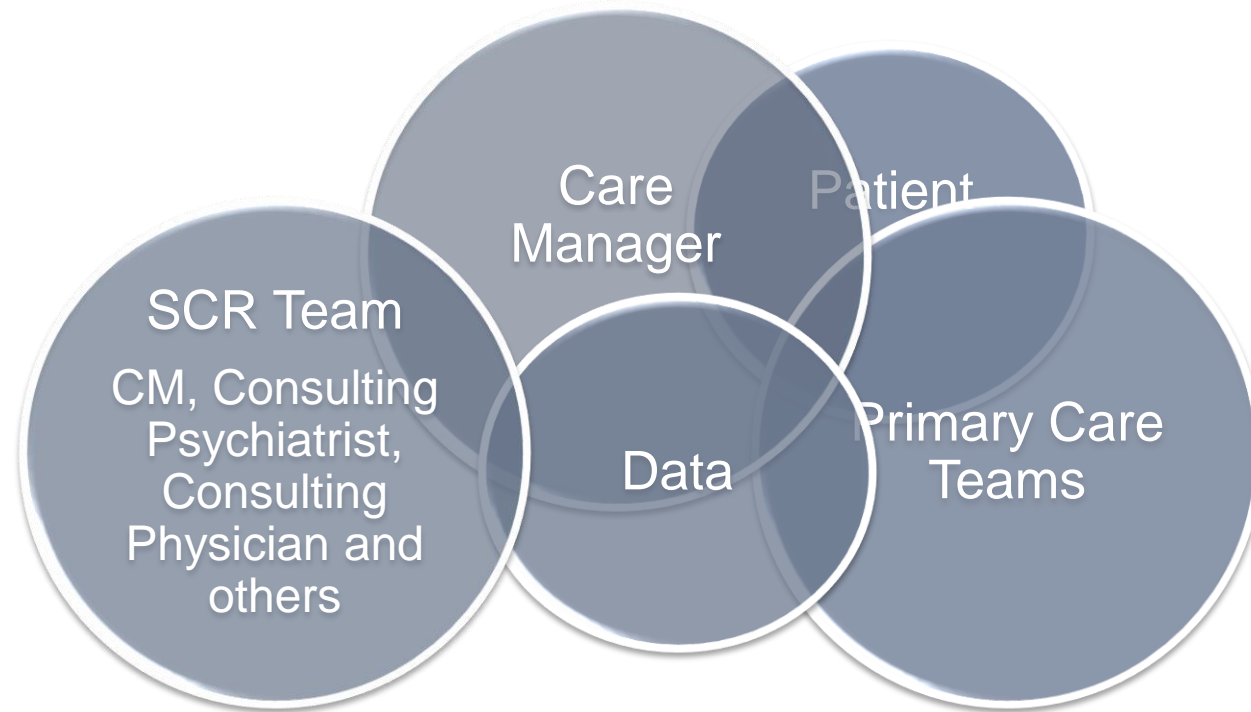 Care
Manager
Patient
SCR Team
CM, Consulting
Psychiatrist,
Consulting
Physician and
others
Data
Primary Care
Teams